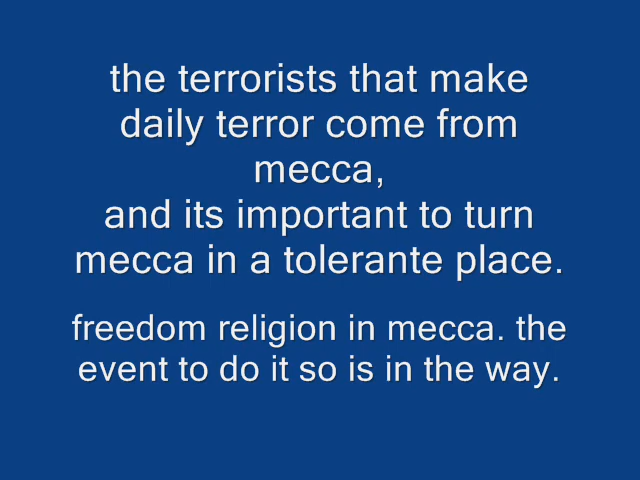 the terrorists that make
daily terror come from
mecca,
and its important to turn
mecca in a tolerante place.
freedom religion in mecca. the
event to do it so is in the way.